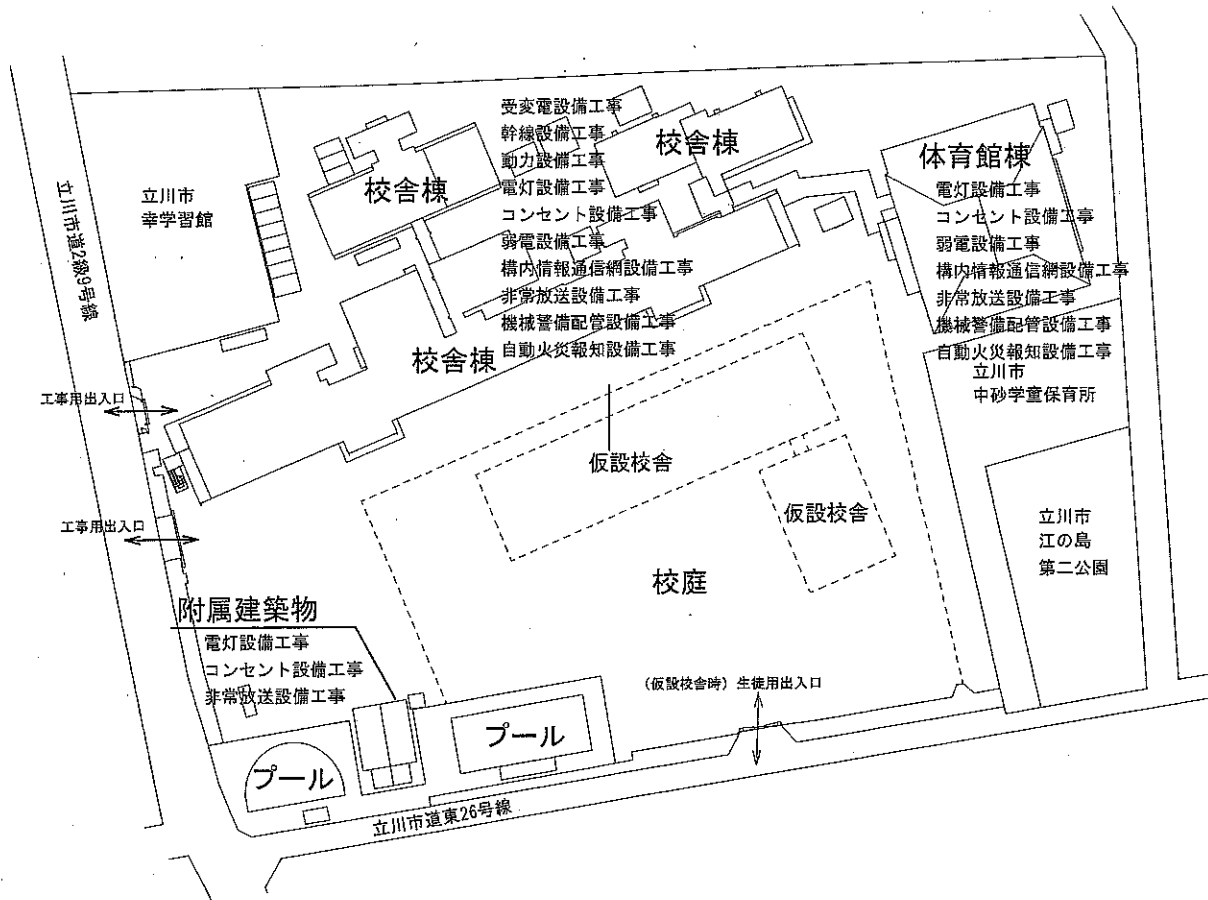 受変電設備工事
幹線設備工事
動力設備工事
電灯設備工事
コンセント設備工事
弱電設備工事
構内情報通信網設備工事
非常放送設備工事
機械警備配管設備工事
自動火災報知設備工事
校舎棟
校舎棟
校舎棟
体育館棟
電灯設備工事
コンセント設備工事
弱電設備工事
構内情報通信網設備工事
非常放送設備工事
機械警備配管設備工事
自動火災報知設備工事
立川市
中砂学童保育所
立川市
幸学習館
立川市道2級9号線
工事用出入口
工事用出入口
仮設校舎
仮設校舎
校庭
立川市
江の島
第二公園
附属建築物
電灯設備工事
コンセント設備工事
非常放送設備工事
(仮設校舎時)生徒用出入口
プール
プール
立川市道東26号線